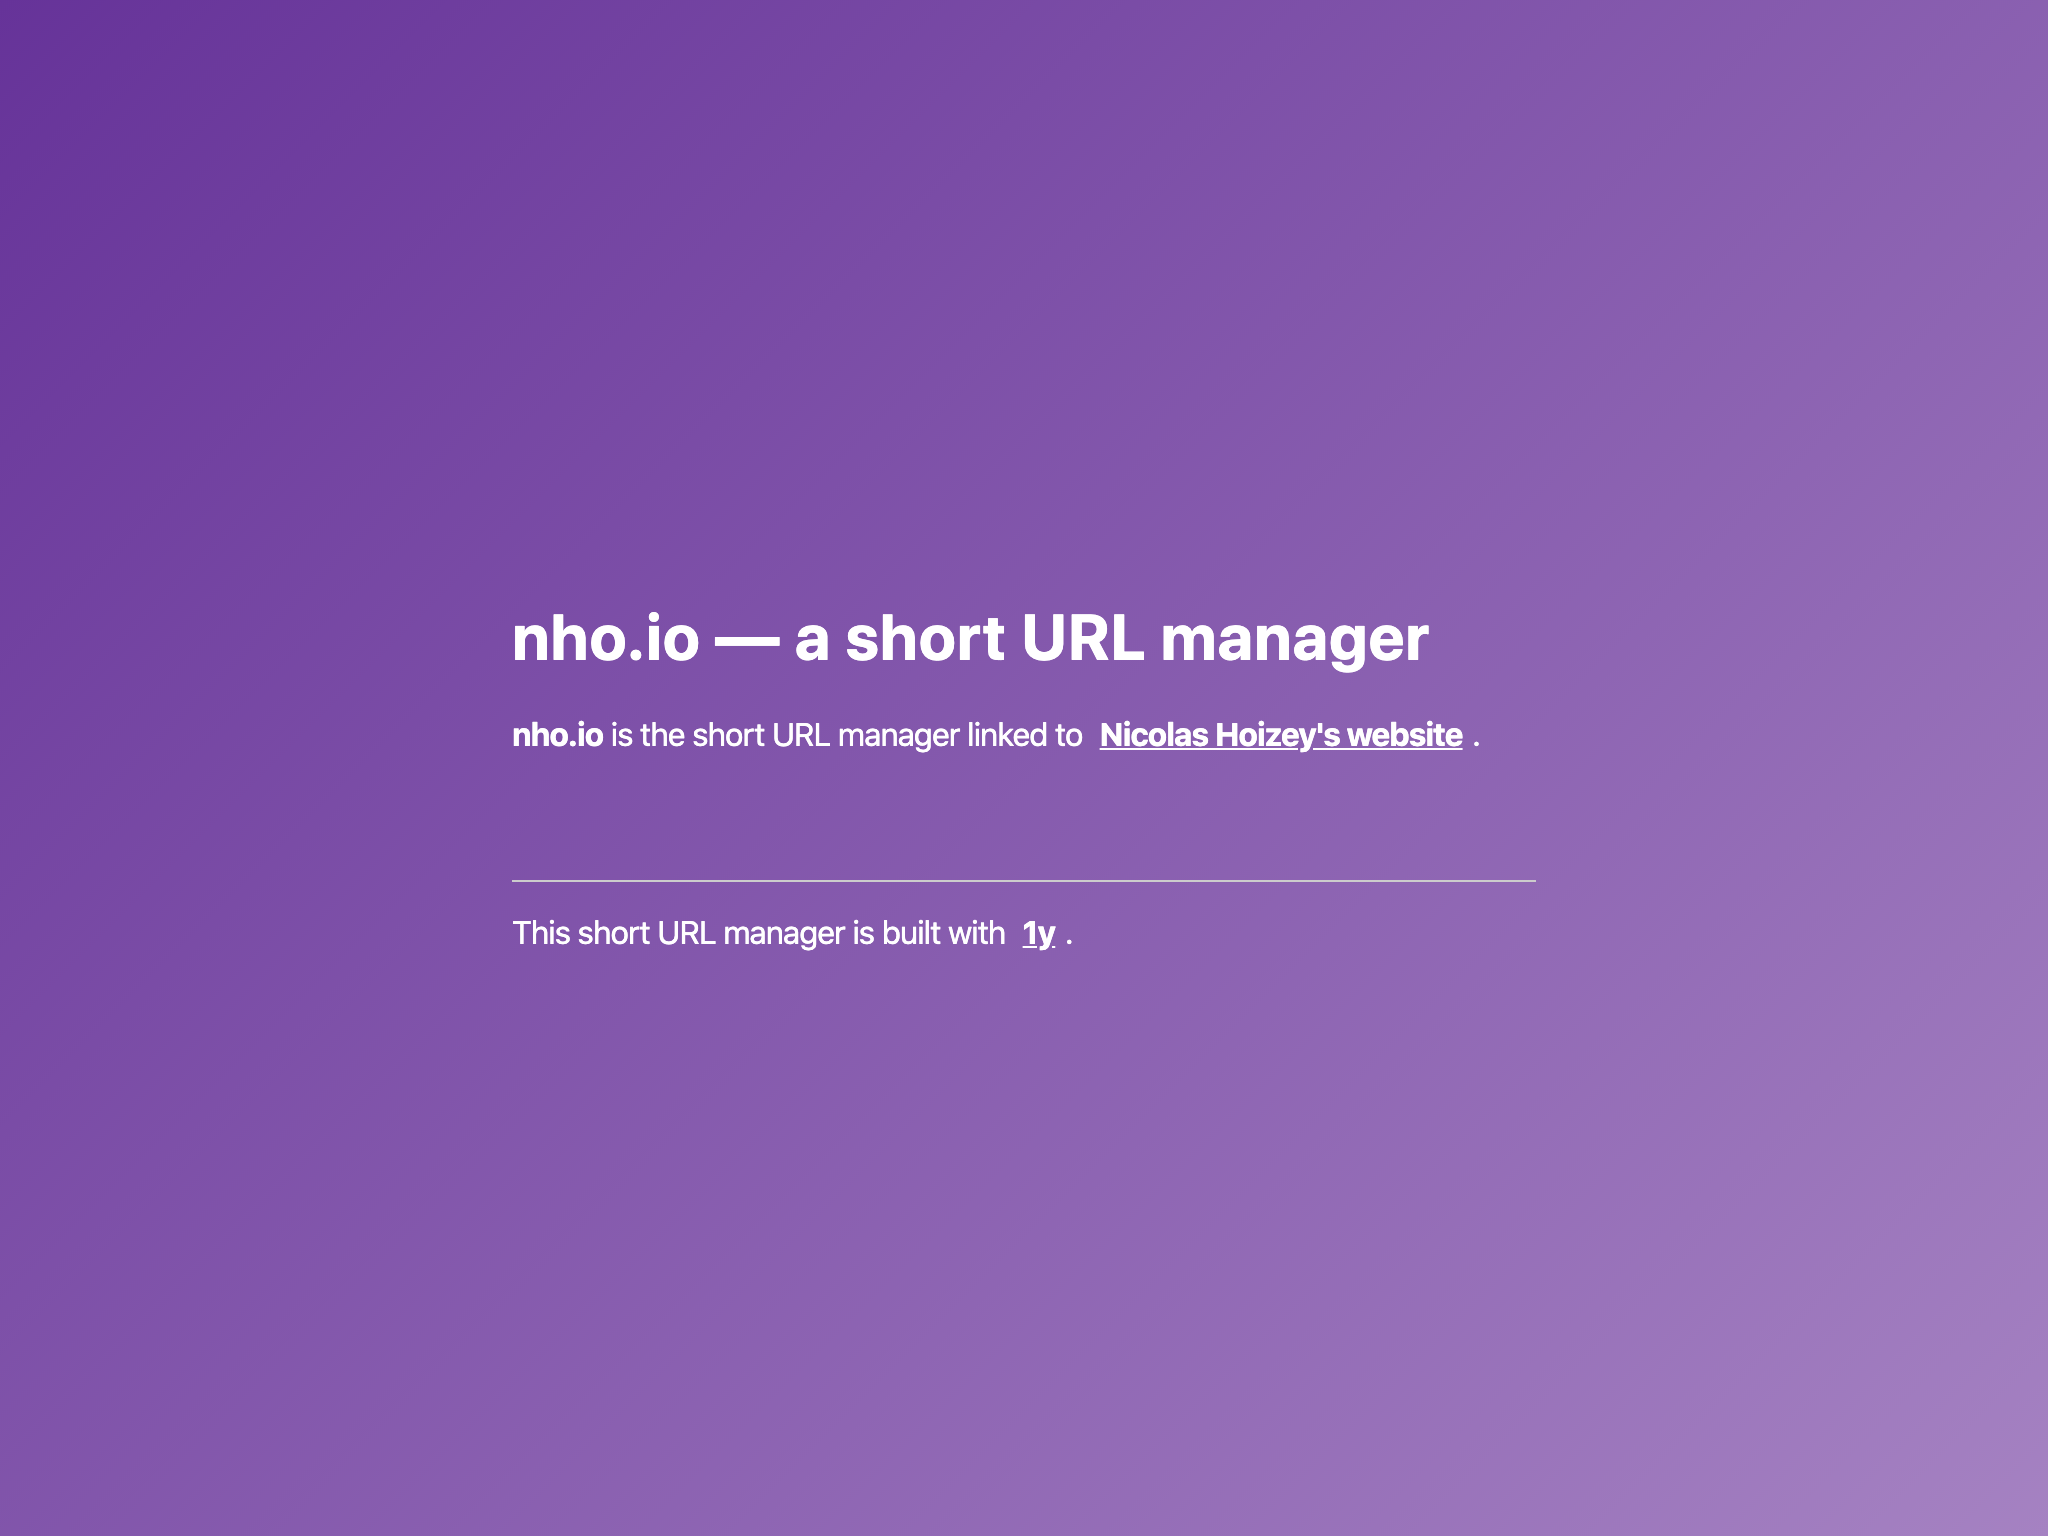 nho.io — a short URL manager
nho.io is the short URL manager linked to Nicolas Hoizey's website .
This short URL manager is built with 1y .